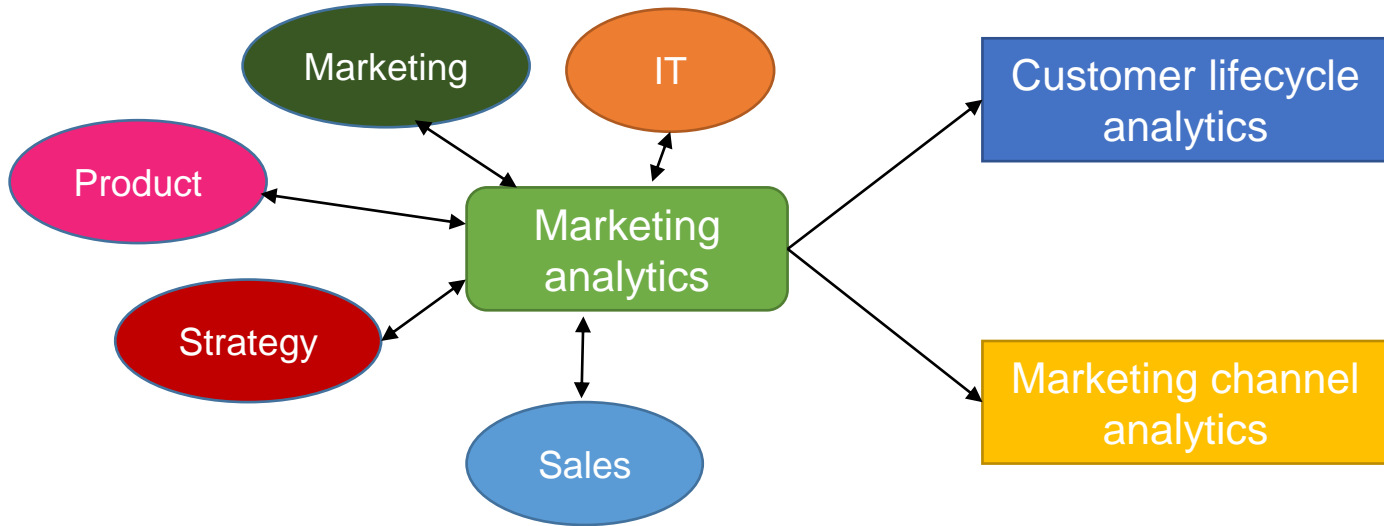 Marketing
IT
Product
Strategy
Sales
Marketing
analytics
Customer lifecycle
analytics
Marketing channel
analytics